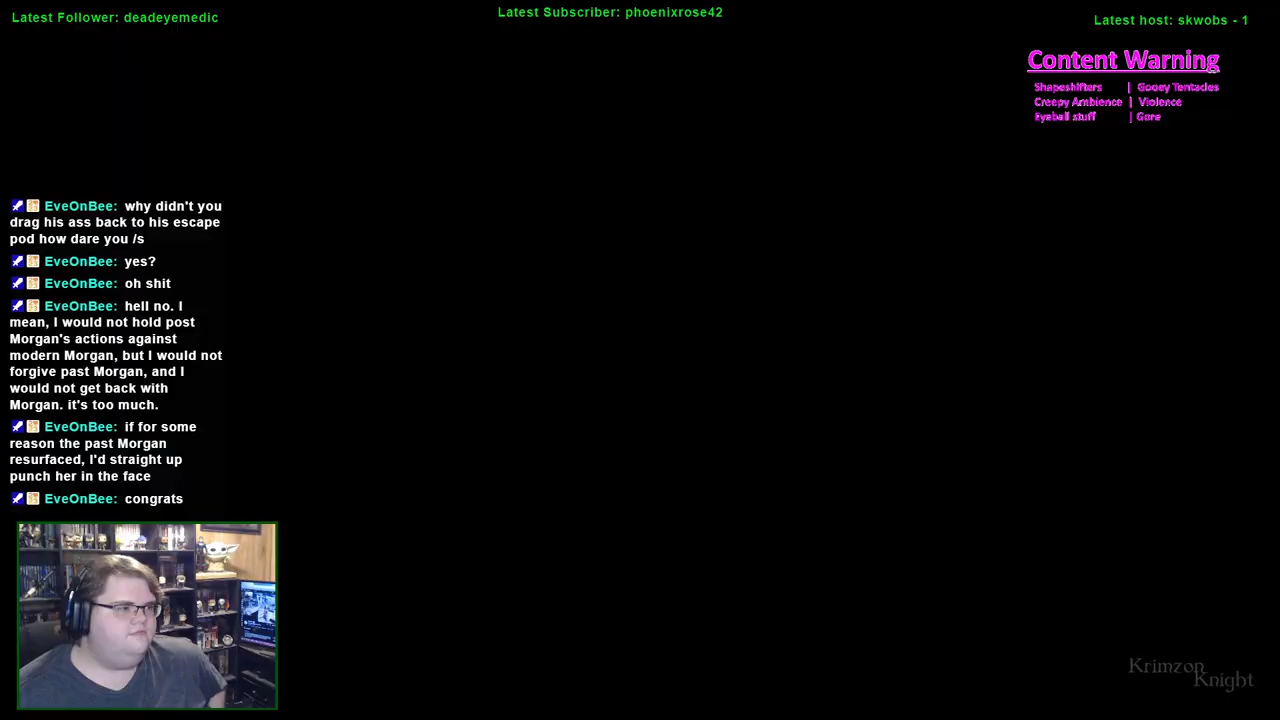 Latest Follower: deadeyemedic
Latest Subscriber: phoenixrose42
Latest host: skwobs - 1
Content Warning
Shapeshifters | Gooey Tentacles
Creepy Ambience | Violence
Eyeball stuff | Gore
EveOnBee: why didn't you
drag his ass back to his escape
pod how dare you /s
EveOnBee: yes?
EveOnBee: oh shit
EveOnBee: hell no. I
mean, I would not hold post
Morgan's actions against
modern Morgan, but I would not
forgive past Morgan, and I
would not get back with
Morgan. it's too much.
EveOnBee: if for some
reason the past Morgan
resurfaced, I'd straight up
punch her in the face
EveOnBee: congrats
Krimzon
Knight